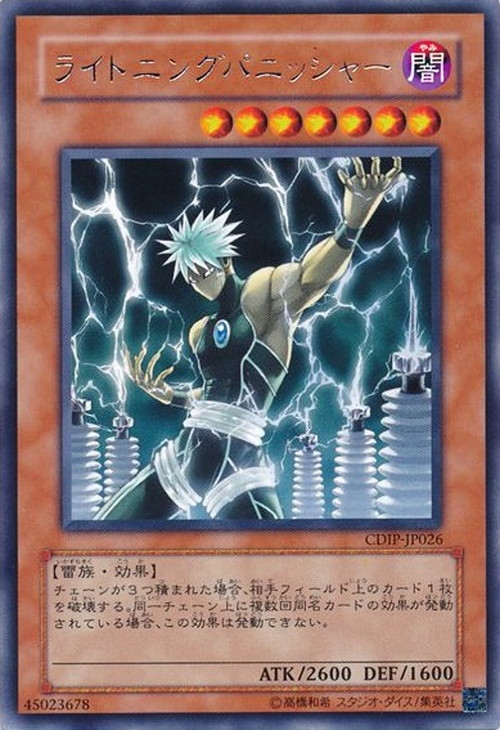 ライトニングパニッシャー
闇
CDIP-JP026
【雷族・効果】
チェーンが3つ積まれた場合、相手フィールド上のカード1枚
を破壊する。同一チェーン上に複数回同名カードの効果が発動
されている場合、この効果は発動できない。
ATK/2600 DEF/1600
45023678
©高橋和希 スタジオ・ダイス/集英社